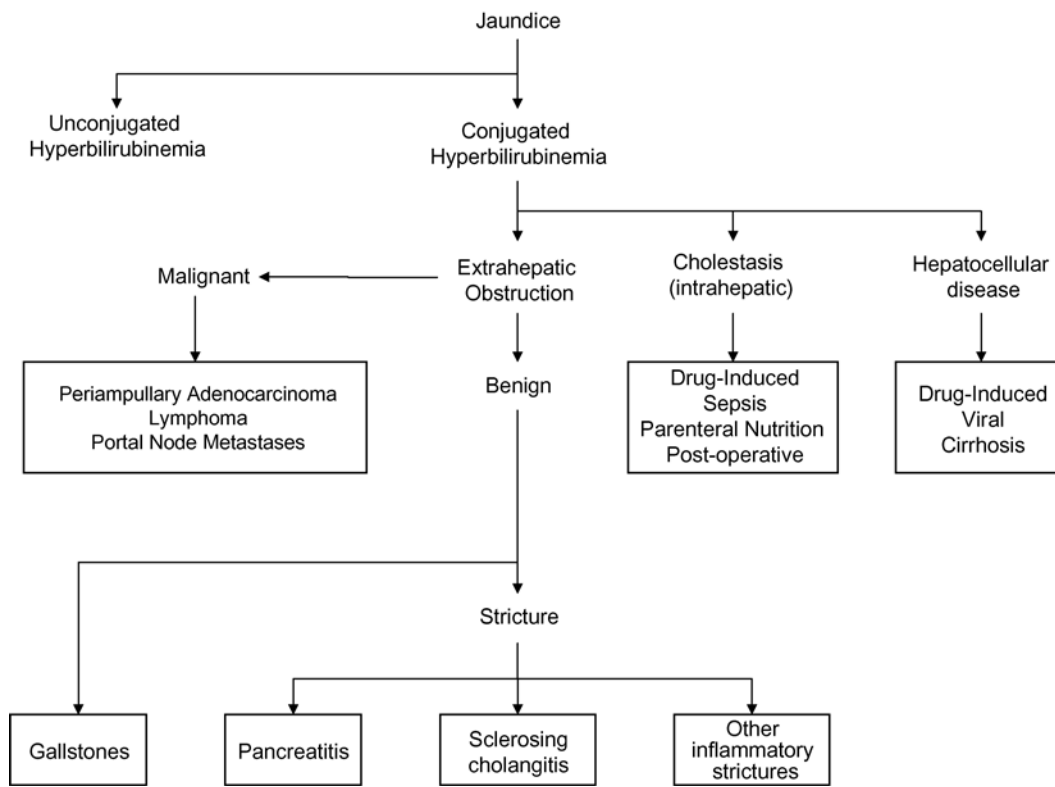 Jaundice
Unconjugated
Hyperbilirubinemia
Conjugated
Hyperbilirubinemia
Malignant
Extrahepatic
Obstruction
Cholestasis
(intrahepatic)
Hepatocellular
disease
Periampullary Adenocarcinoma
Lymphoma
Portal Node Metastases
Benign
Drug-Induced
Sepsis
Parenteral Nutrition
Post-operative
Drug-Induced
Viral
Cirrhosis
Stricture
Gallstones
Pancreatitis
Sclerosing
cholangitis
Other
inflammatory
strictures